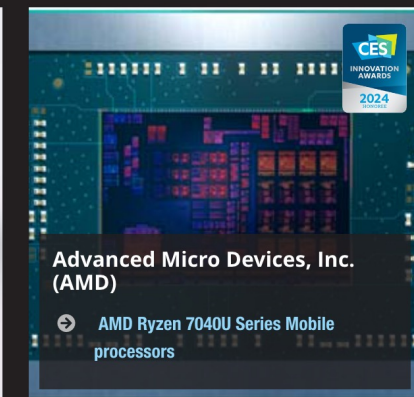 CES
INNOVATION
AWARDS
2024
HONOREE
Advanced Micro Devices, Inc.
(AMD)
AMD Ryzen 7040U Series Mobile
processors